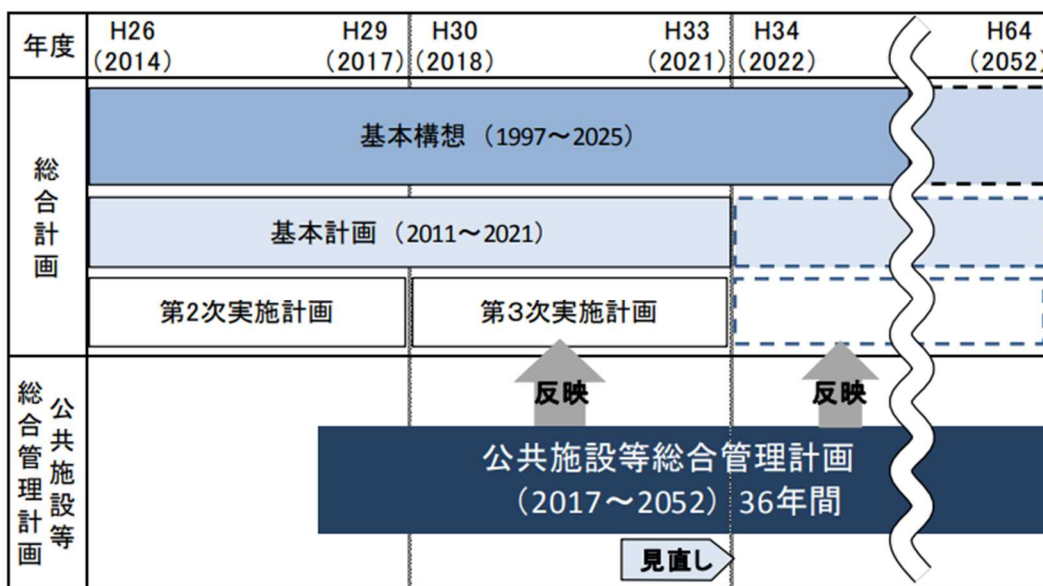 年度
H26
(2014)
H29
(2017)
H30
(2018)
H33
(2021)
H34
(2022)
H64
(2052)
総合計画
基本構想（1997～2025）
基本計画（2011～2021）
第2次実施計画
第3次実施計画
反映
反映
公共施設等
総合管理計画
公共施設等総合管理計画
（2017～2052）36年間
見直し